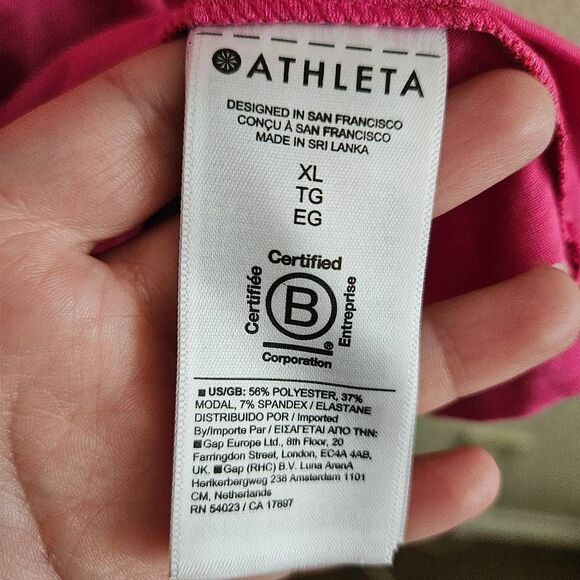 ATHLETA
DESIGNED IN SAN FRANCISCO
CONÇU À SAN FRANCISCO
MADE IN SRI LANKA
XL
TG
EG
Certified
Certifiée
B
Entreprise
®
Corporation
US/GB: 56% POLYESTER, 37%
MODAL, 7% SPANDEX / ELASTANE
DISTRIBUIDO POR / Imported
By/Importe Par / ΕΙΣΑΓΕΤΑΙ ΑΠΟ ΤΗΝ:
Gap Europe Ltd., 8th Floor, 20
Farringdon Street, London, EC4A 4AB,
UK. Gap (RHC) B.V. Luna ArenA
Herikerbergweg 238 Amsterdam 1101
CM, Netherlands
RN 54023 / CA 17897